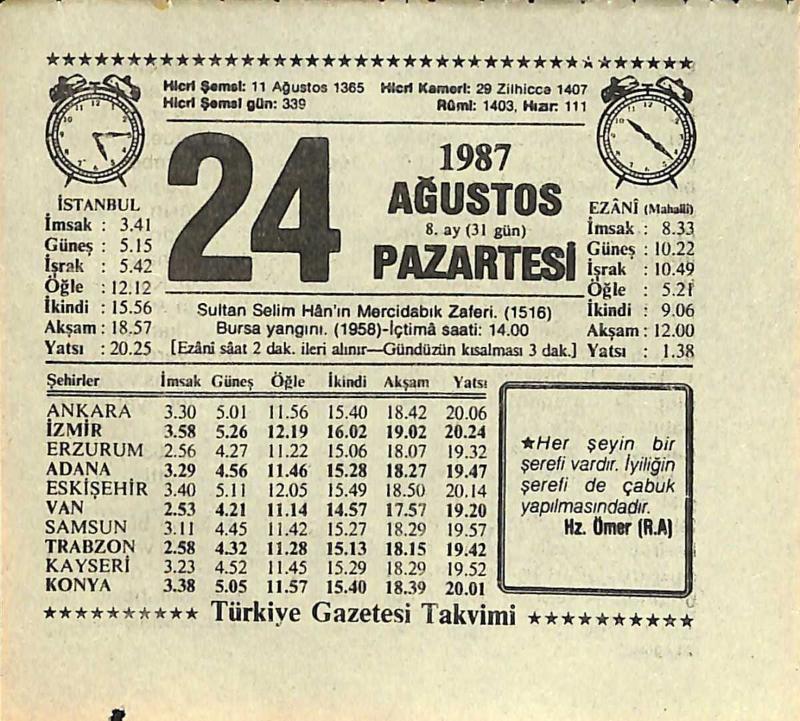 Hicrî Şemsî: 11 Ağustos 1365 Hicrî Kamerî: 29 Zilhicce 1407
Hicrî Şemsî gün: 339 Rûmî: 1403, Hızır: 111
24
1987
AĞUSTOS
8. ay (31 gün)
PAZARTESİ
İSTANBUL
İmsak : 3.41
Güneş : 5.15
İşrak : 5.42
Öğle : 12.12
İkindi : 15.56
Akşam : 18.57
Yatsı : 20.25
EZÂNÎ (Mahallî)
İmsak : 8.33
Güneş : 10.22
İşrak : 10.49
Öğle : 5.21
İkindi : 9.06
Akşam : 12.00
Yatsı : 1.38
Sultan Selim Hân'ın Mercidabık Zaferi. (1516)
Bursa yangını. (1958)-İçtimâ saati: 14.00
[Ezânî sâat 2 dak. ileri alınır—Gündüzün kısalması 3 dak.]
Şehirler İmsak Güneş Öğle İkindi Akşam Yatsı
ANKARA 3.30 5.01 11.56 15.40 18.42 20.06
İZMİR 3.58 5.26 12.19 16.02 19.02 20.24
ERZURUM 2.56 4.27 11.22 15.06 18.07 19.32
ADANA 3.29 4.56 11.46 15.28 18.27 19.47
ESKİŞEHİR 3.40 5.11 12.05 15.49 18.50 20.14
VAN 2.53 4.21 11.14 14.57 17.57 19.20
SAMSUN 3.11 4.45 11.42 15.27 18.29 19.57
TRABZON 2.58 4.32 11.28 15.13 18.15 19.42
KAYSERİ 3.23 4.52 11.45 15.29 18.29 19.52
KONYA 3.38 5.05 11.57 15.40 18.39 20.01
★Her şeyin bir
şerefi vardır. İyiliğin
şerefi de çabuk
yapılmasındadır.
Hz. Ömer (R.A)
Türkiye Gazetesi Takvimi